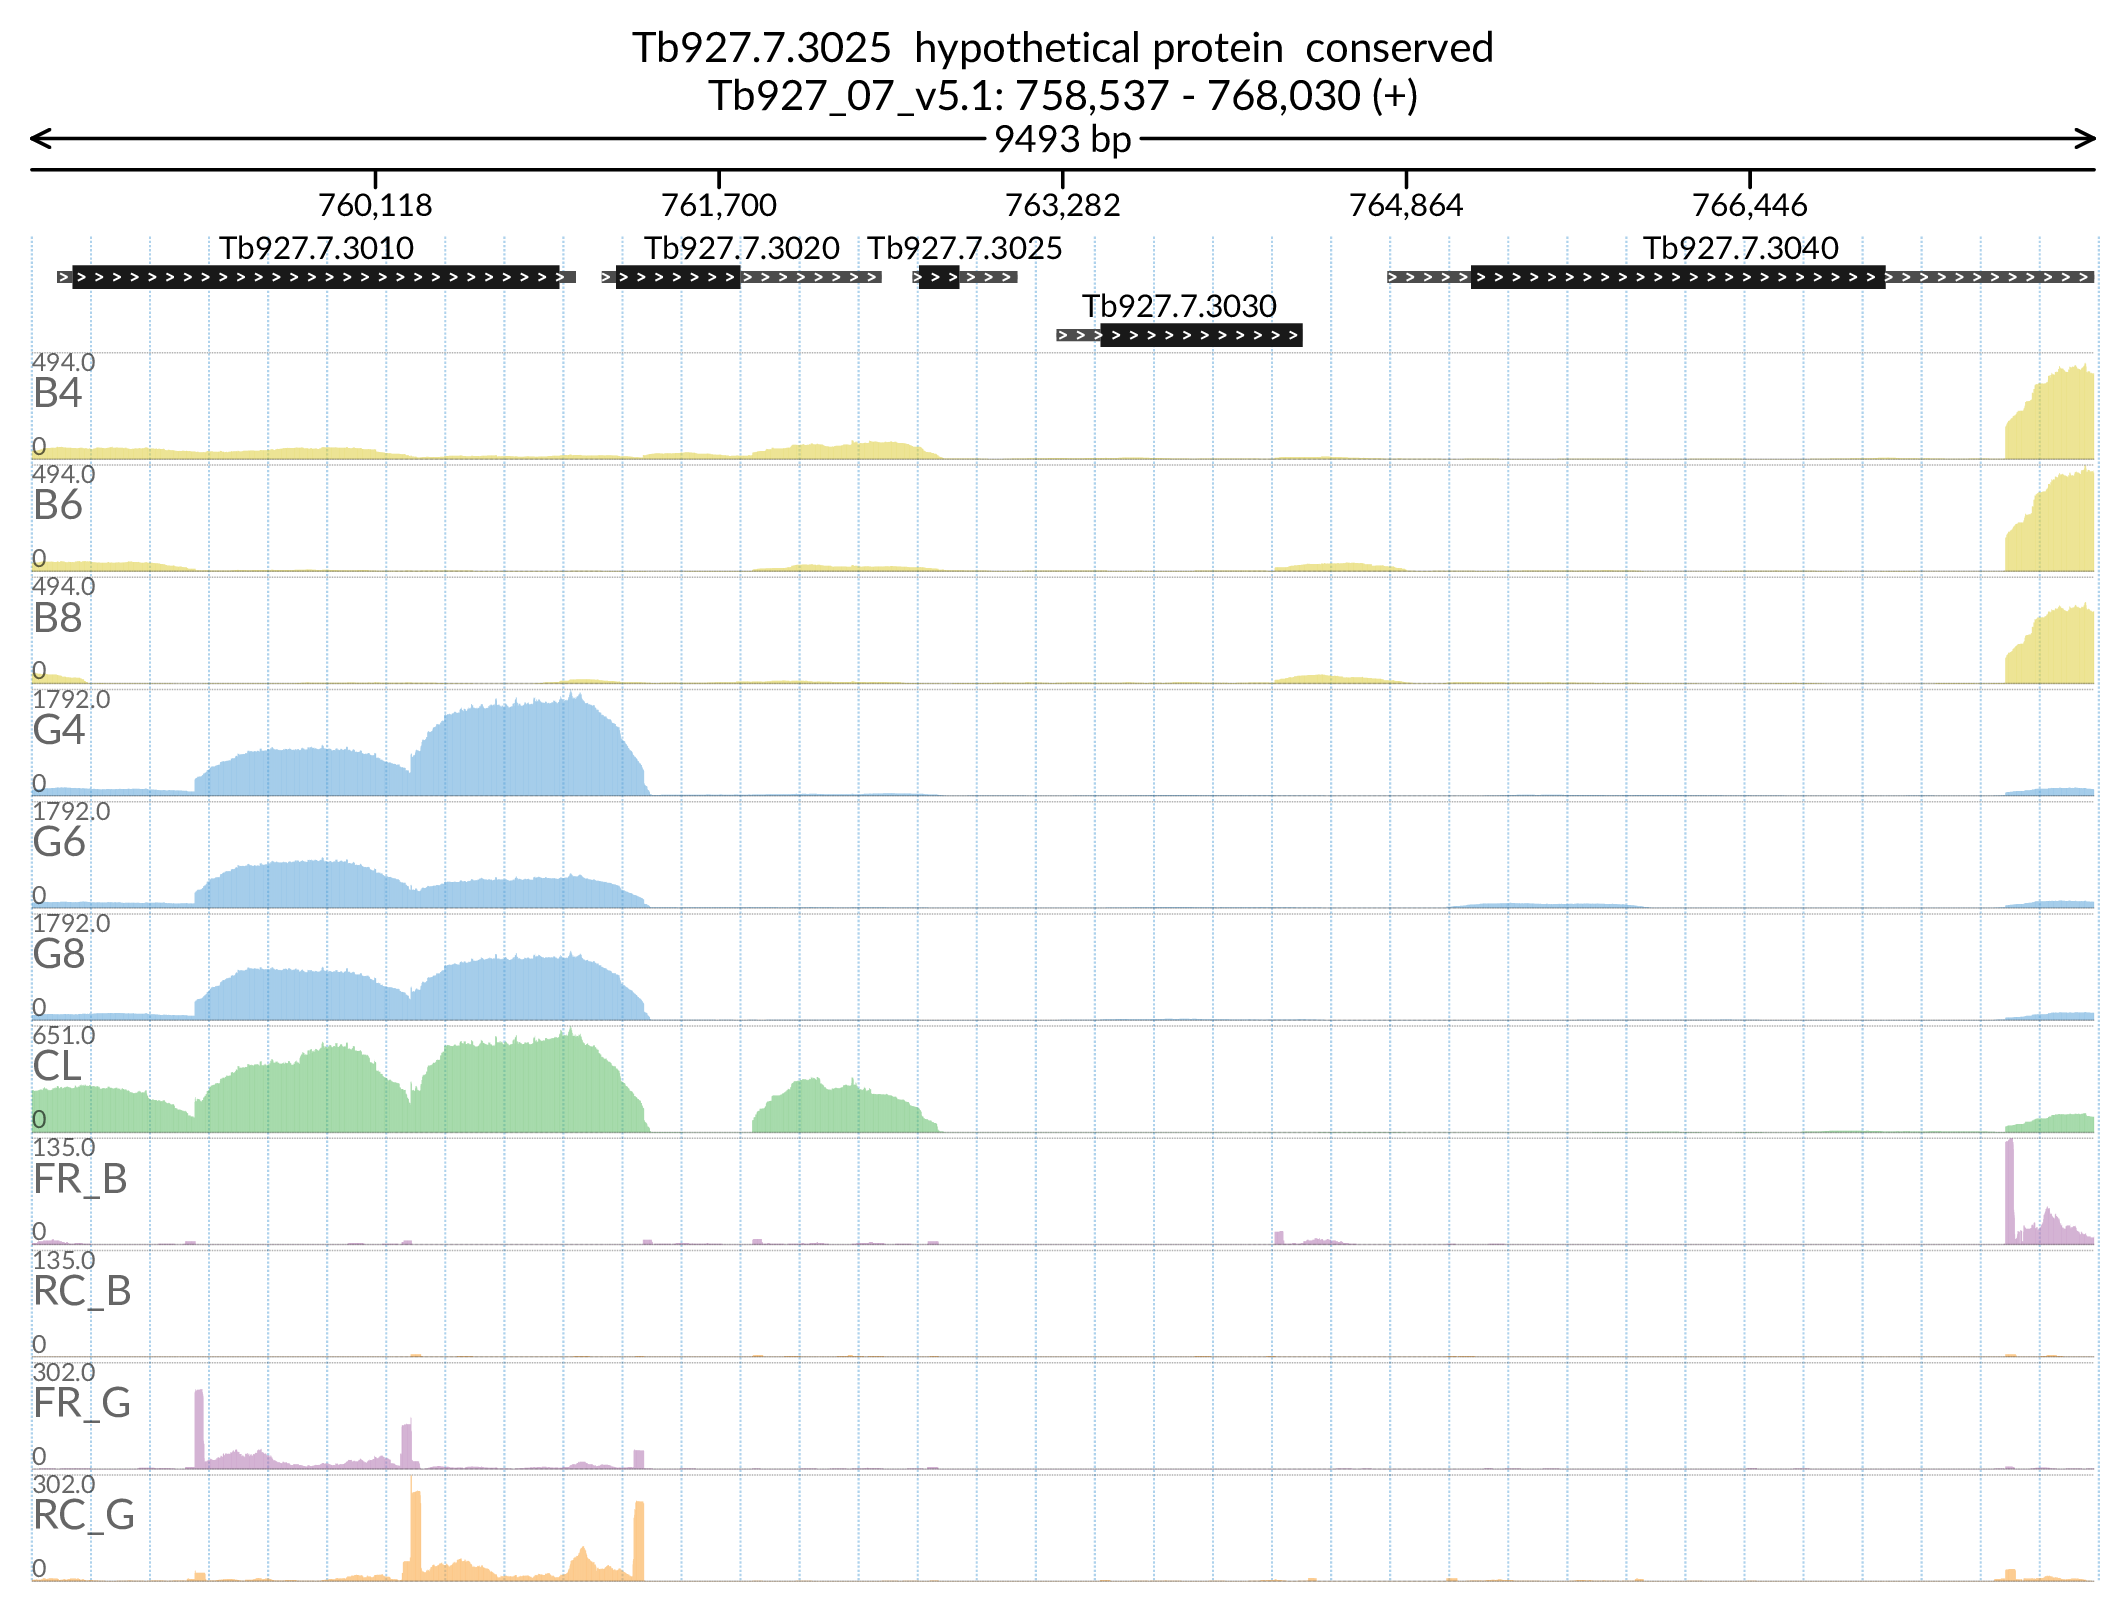 Tb927.7.3025 hypothetical protein conserved
Tb927_07_v5.1: 758,537 - 768,030 (+)
9493 bp
760,118 761,700 763,282 764,864 766,446
Tb927.7.3010 Tb927.7.3020 Tb927.7.3025 Tb927.7.3040
Tb927.7.3030
494.0
B4
0
494.0
B6
0
494.0
B8
0
1792.0
G4
0
1792.0
G6
0
1792.0
G8
0
651.0
CL
0
135.0
FR_B
0
135.0
RC_B
0
302.0
FR_G
0
302.0
RC_G
0